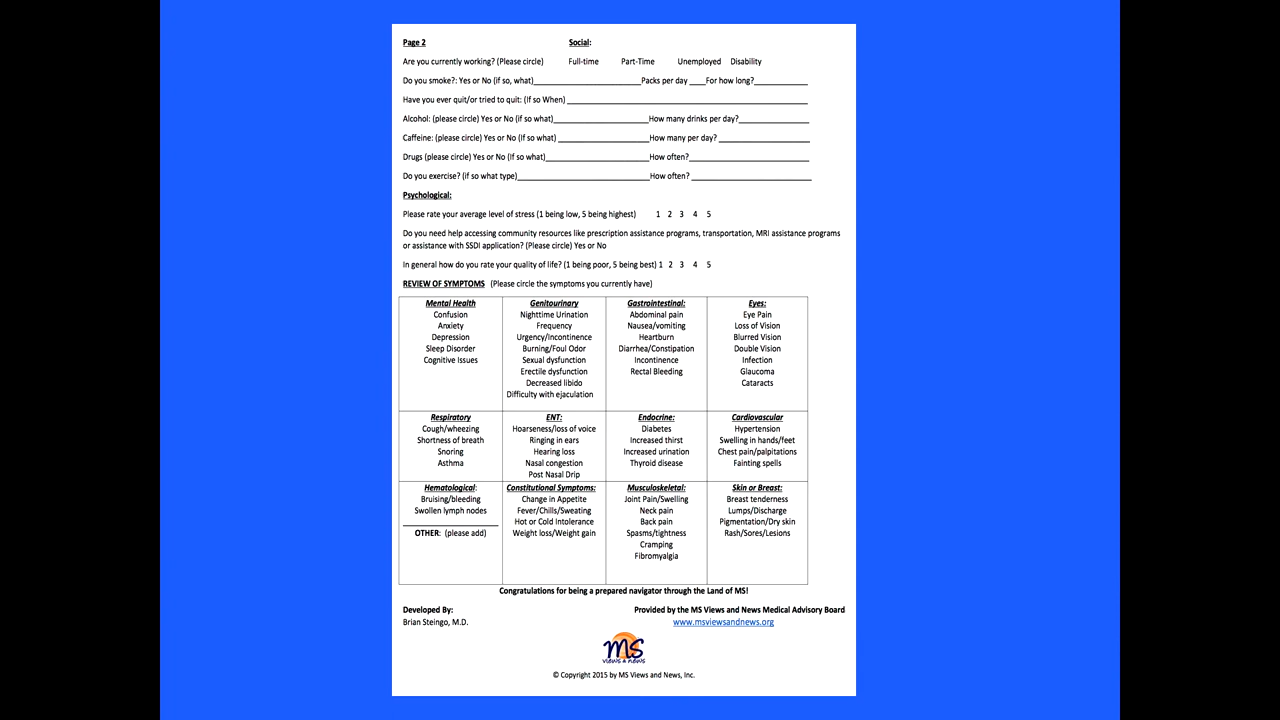 Page 2 Social:
Are you currently working? (Please circle) Full-time Part-Time Unemployed Disability
Do you smoke?: Yes or No (if so, what)_________________________Packs per day ____For how long?_____________
Have you ever quit/or tried to quit: (If so When) _________________________________________________________
Alcohol: (please circle) Yes or No (if so what)_______________________How many drinks per day?_________________
Caffeine: (please circle) Yes or No (If so what) ______________________How many per day? ______________________
Drugs (please circle) Yes or No (If so what)_________________________How often?_____________________________
Do you exercise? (if so what type)________________________________How often? _____________________________
Psychological:
Please rate your average level of stress (1 being low, 5 being highest) 1 2 3 4 5
Do you need help accessing community resources like prescription assistance programs, transportation, MRI assistance programs
or assistance with SSDI application? (Please circle) Yes or No
In general how do you rate your quality of life? (1 being poor, 5 being best) 1 2 3 4 5
REVIEW OF SYMPTOMS (Please circle the symptoms you currently have)
Mental Health
Confusion
Anxiety
Depression
Sleep Disorder
Cognitive Issues
Genitourinary
Nighttime Urination
Frequency
Urgency/Incontinence
Burning/Foul Odor
Sexual dysfunction
Erectile dysfunction
Decreased libido
Difficulty with ejaculation
Gastrointestinal:
Abdominal pain
Nausea/vomiting
Heartburn
Diarrhea/Constipation
Incontinence
Rectal Bleeding
Eyes:
Eye Pain
Loss of Vision
Blurred Vision
Double Vision
Infection
Glaucoma
Cataracts
Respiratory
Cough/wheezing
Shortness of breath
Snoring
Asthma
ENT:
Hoarseness/loss of voice
Ringing in ears
Hearing loss
Nasal congestion
Post Nasal Drip
Endocrine:
Diabetes
Increased thirst
Increased urination
Thyroid disease
Cardiovascular
Hypertension
Swelling in hands/feet
Chest pain/palpitations
Fainting spells
Hematological:
Bruising/bleeding
Swollen lymph nodes
OTHER: (please add)
Constitutional Symptoms:
Change in Appetite
Fever/Chills/Sweating
Hot or Cold Intolerance
Weight loss/Weight gain
Musculoskeletal:
Joint Pain/Swelling
Neck pain
Back pain
Spasms/tightness
Cramping
Fibromyalgia
Skin or Breast:
Breast tenderness
Lumps/Discharge
Pigmentation/Dry skin
Rash/Sores/Lesions
Congratulations for being a prepared navigator through the Land of MS!
Developed By: Provided by the MS Views and News Medical Advisory Board
Brian Steingo, M.D. www.msviewsandnews.org
MS
VIEWS & NEWS
© Copyright 2015 by MS Views and News, Inc.